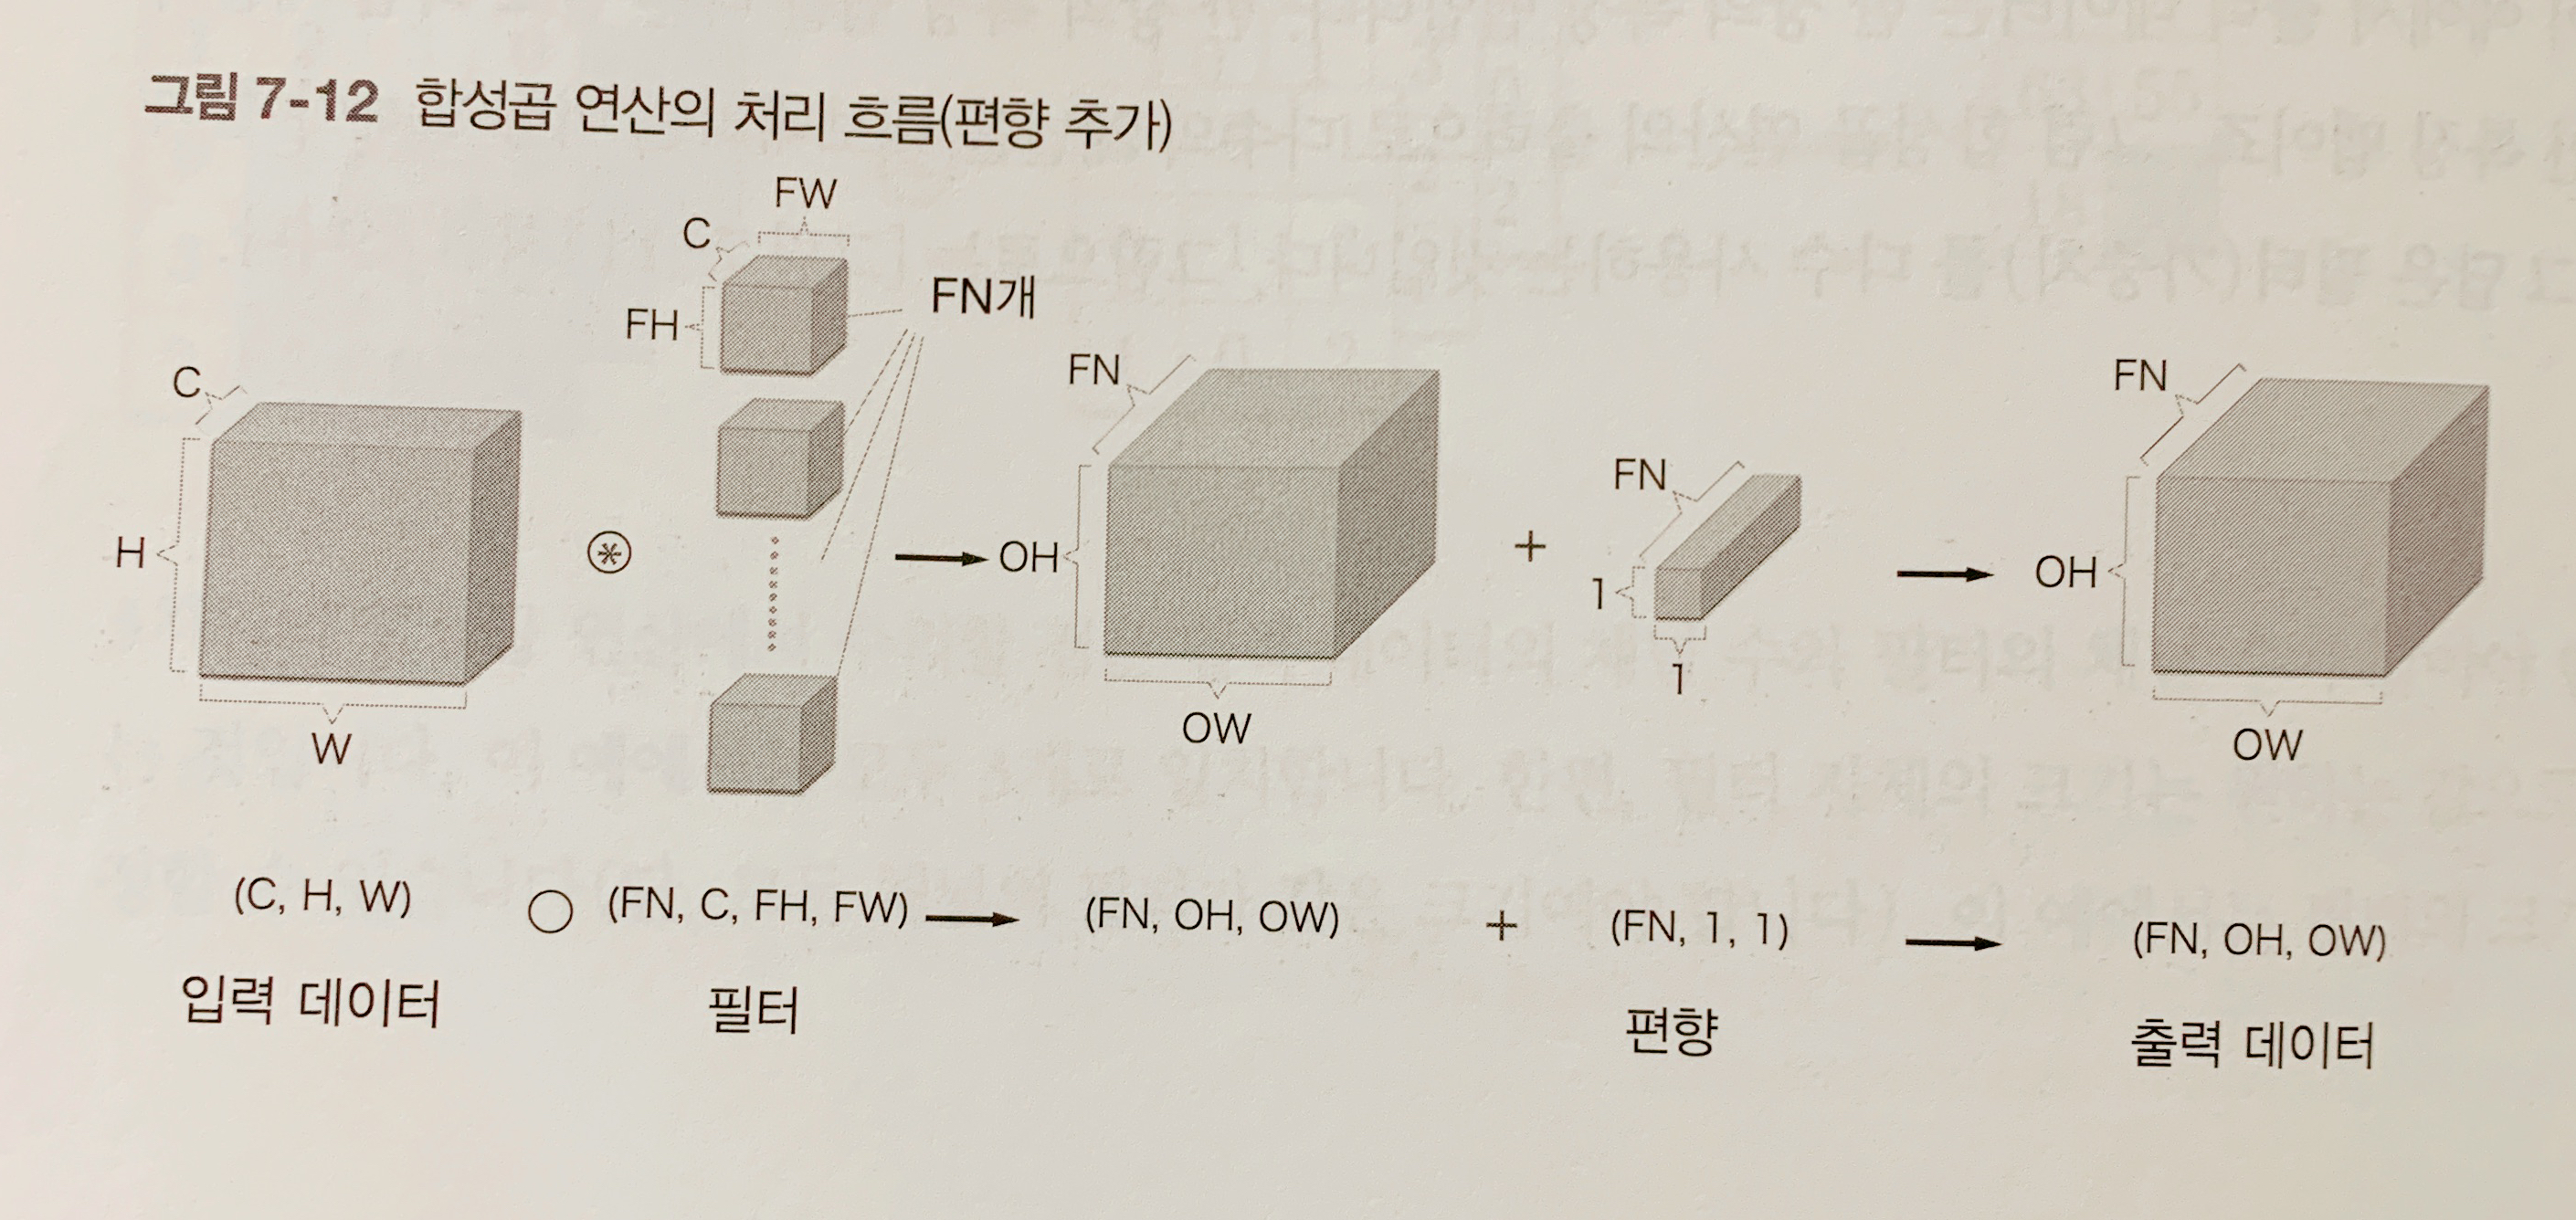 그림 7-12 합성곱 연산의 처리 흐름(편향 추가)
FW
C
FH
FN개
C
H
W
⊛
FN
OH
OW
+
FN
1
1
FN
OH
OW
(C, H, W) ○ (FN, C, FH, FW) → (FN, OH, OW) + (FN, 1, 1) → (FN, OH, OW)
입력 데이터 필터 편향 출력 데이터